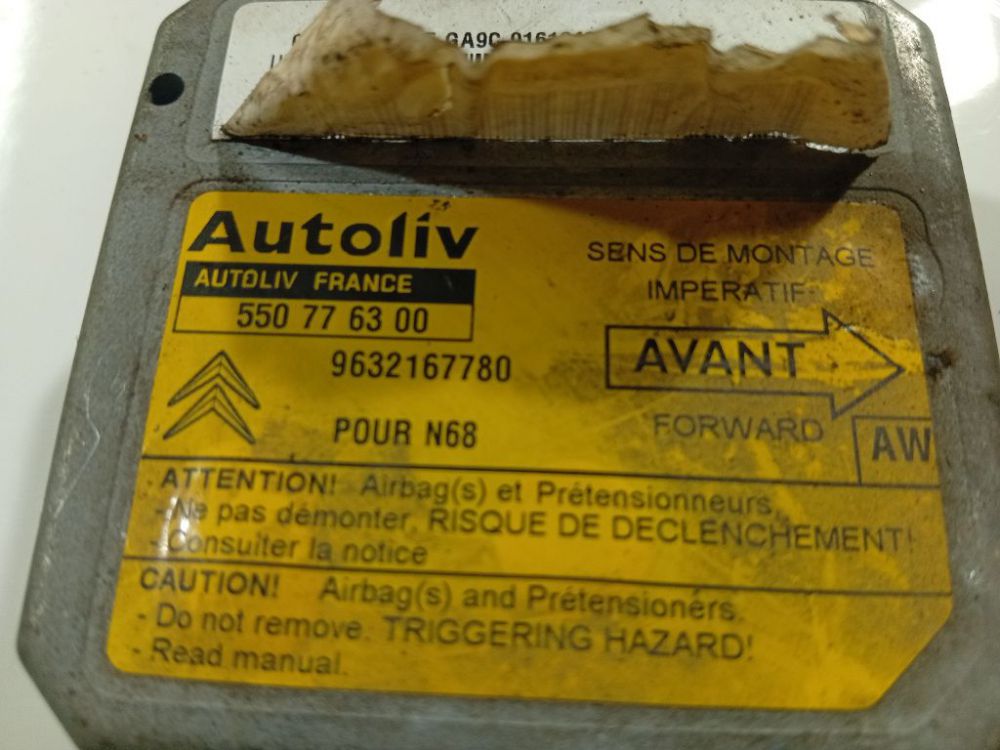 GA9C
Autoliv
AUTOLIV FRANCE
550 77 63 00
9632167780
POUR N68
SENS DE MONTAGE
IMPERATIF
AVANT
FORWARD
AW
ATTENTION! Airbag(s) et Prétensionneurs,
- Ne pas démonter, RISQUE DE DECLENCHEMENT!
- Consulter la notice
CAUTION! Airbag(s) and Prétensionérs.
- Do not remove. TRIGGERING HAZARD!
- Read manual.